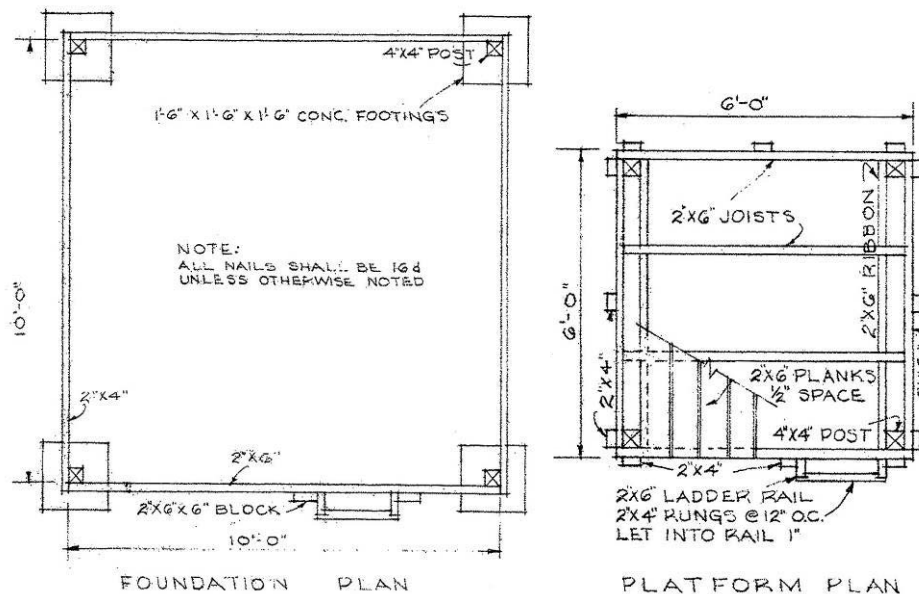 4"X4" POST
1'-6" X 1'-6" X 1'-6" CONC. FOOTINGS
NOTE:
ALL NAILS SHALL BE 16d
UNLESS OTHERWISE NOTED
10'-0"
2"X4"
2"X6"
2"X6"X6" BLOCK
10'-0"
FOUNDATION PLAN
6'-0"
2"X6" JOISTS
2"X6" RIBBON
6'-0"
2"X4"
2"X6" PLANKS
1/2" SPACE
4"X4" POST
2"X4"
2"X6" LADDER RAIL
2"X4" RUNGS @ 12" O.C.
LET INTO RAIL 1"
PLATFORM PLAN